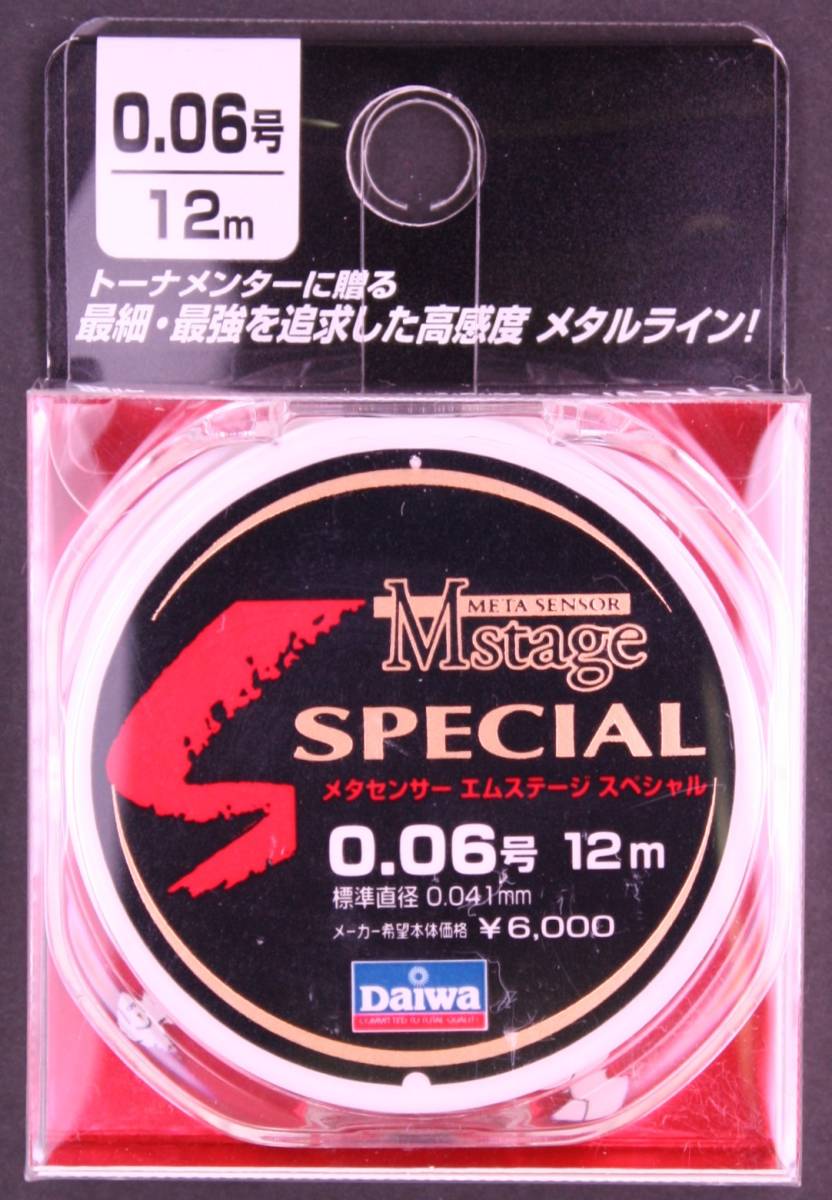 0.06号
12m
トーナメンターに贈る
最細・最強を追求した高感度 メタルライン!
META SENSOR
Mstage
S
SPECIAL
メタセンサー エムステージ スペシャル
0.06号 12m
標準直径 0.041mm
メーカー希望本体価格 ¥6,000
Daiwa
COMMITTED TO TOTAL QUALITY